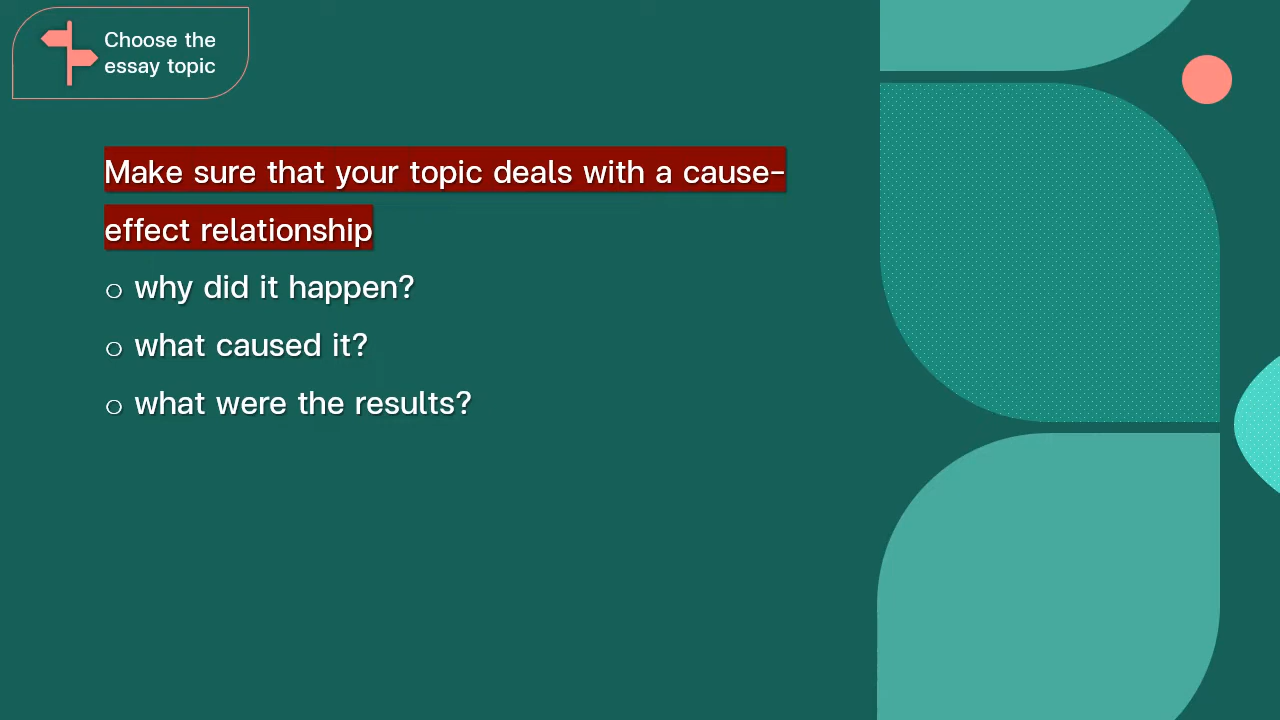 Choose the
essay topic
Make sure that your topic deals with a cause-
effect relationship
o why did it happen?
o what caused it?
o what were the results?